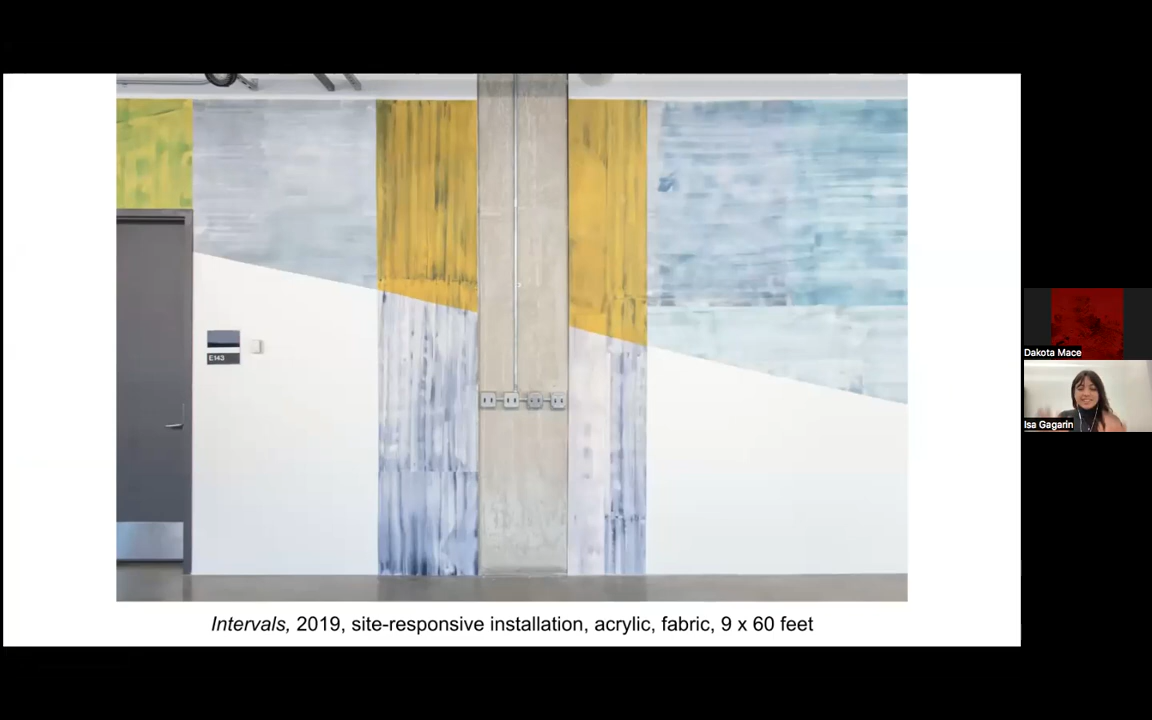 E143
Dakota Mace
Isa Gagarin
Intervals, 2019, site-responsive installation, acrylic, fabric, 9 x 60 feet